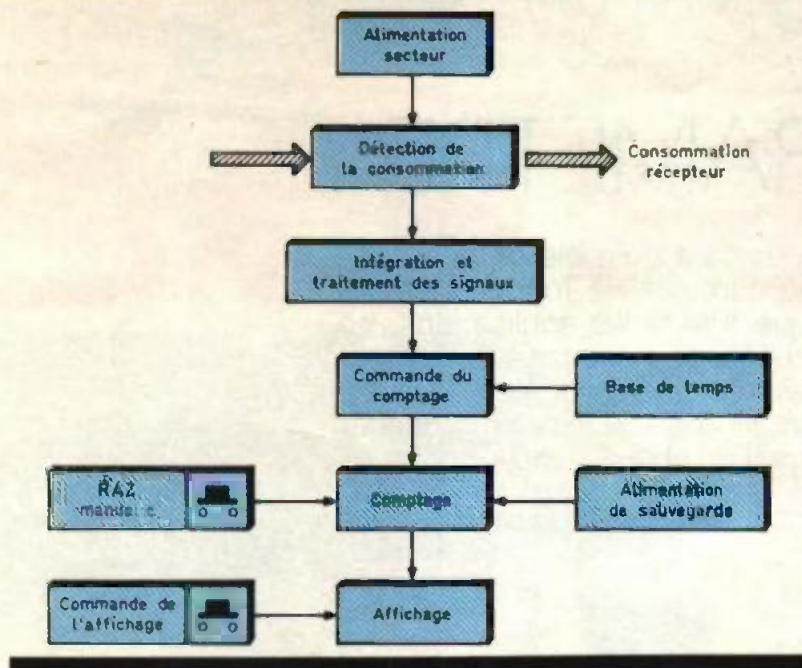 Alimentation
secteur
Détection de
la consommation
Consommation
récepteur
Intégration et
traitement des signaux
Commande du
comptage
Base de temps
RAZ
manuelle
Comptage
Alimentation
de sauvegarde
Commande de
l'affichage
Affichage